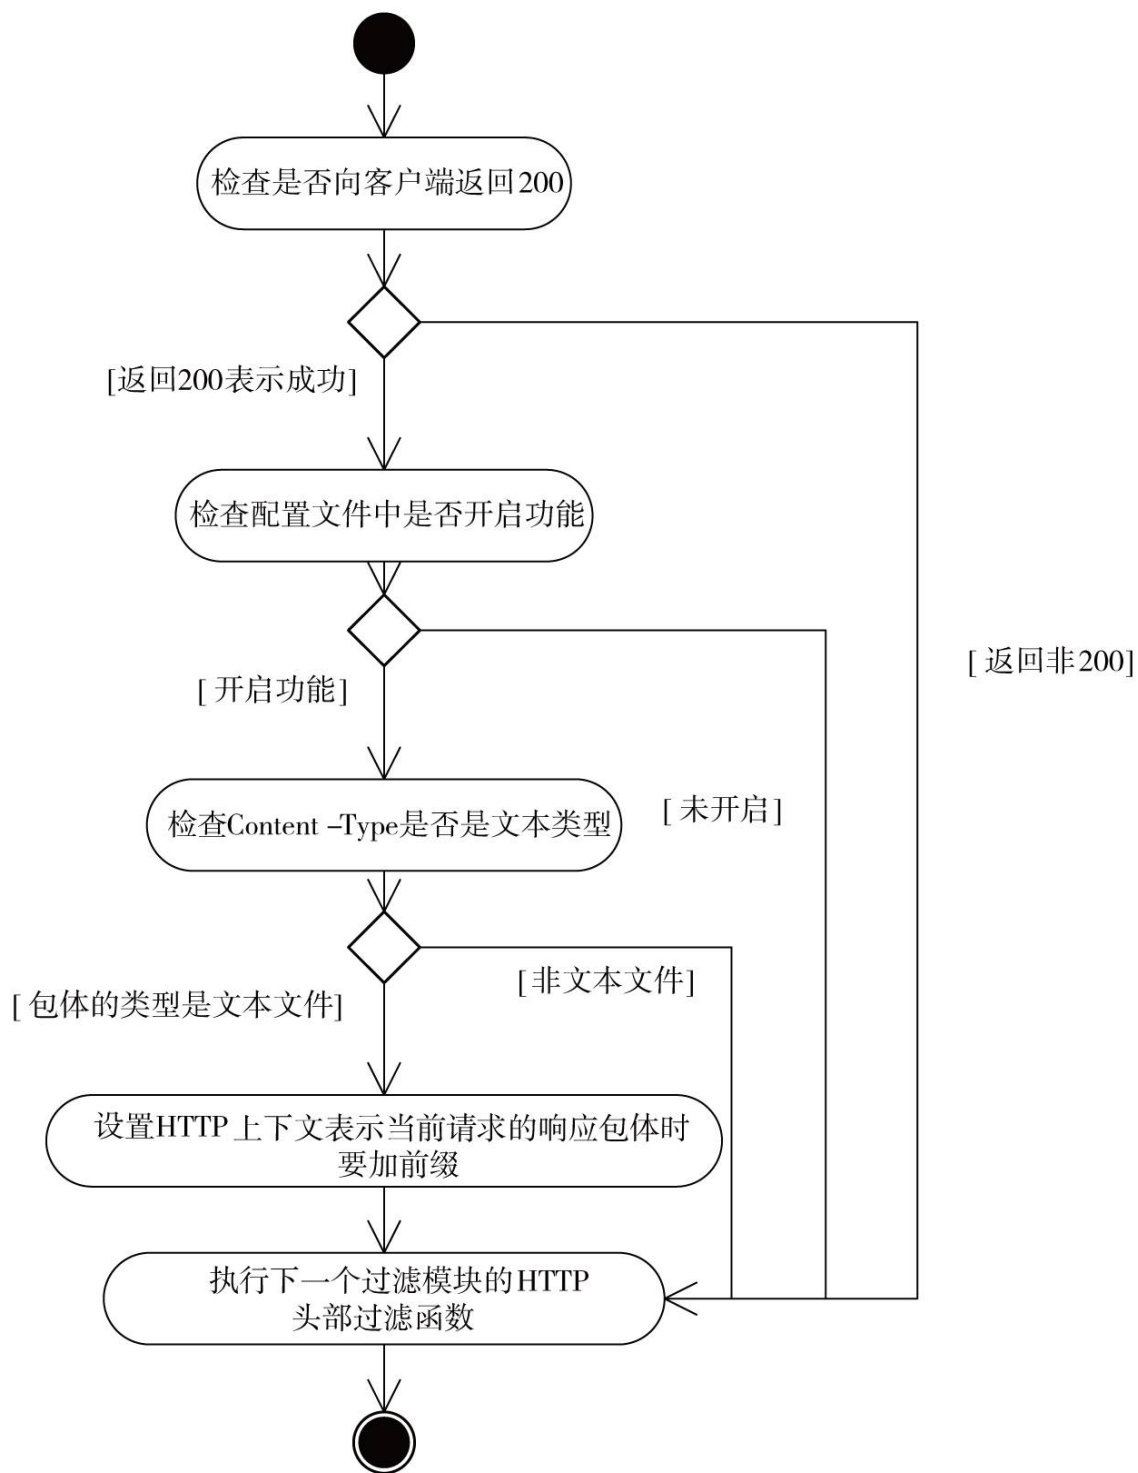 检查是否向客户端返回200
[返回200表示成功]
检查配置文件中是否开启功能
[返回非200]
[开启功能]
[未开启]
检查Content-Type是否是文本类型
[非文本文件]
[包体的类型是文本文件]
设置HTTP上下文表示当前请求的响应包体时
要加前缀
执行下一个过滤模块的HTTP
头部过滤函数